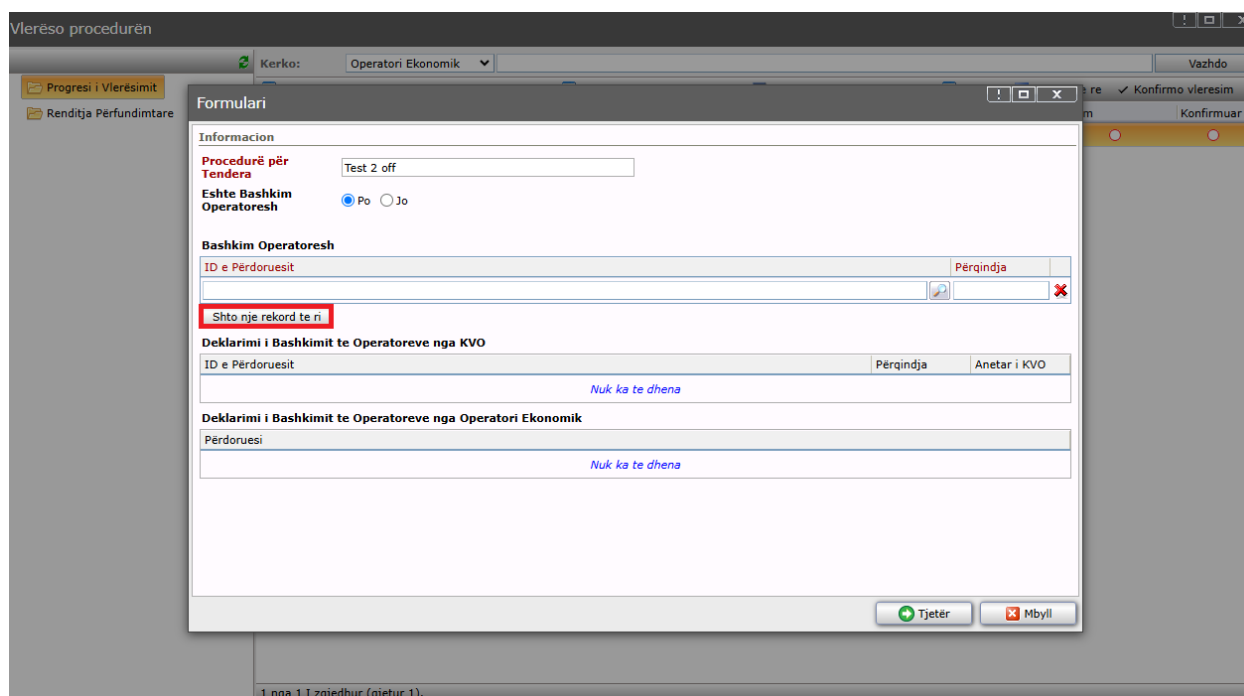 Vlerëso procedurën
Kerko: Operatori Ekonomik Vazhdo
Progresi i Vlerësimit
Renditja Përfundimtare
re Konfirmo vleresim
m Konfirmuar
Formulari
Informacion
Procedurë për Tendera Test 2 off
Eshte Bashkim Operatoresh Po Jo
Bashkim Operatoresh
ID e Përdoruesit Përqindja
Shto nje rekord te ri
Deklarimi i Bashkimit te Operatoreve nga KVO
ID e Përdoruesit Përqindja Anetar i KVO
Nuk ka te dhena
Deklarimi i Bashkimit te Operatoreve nga Operatori Ekonomik
Përdoruesi
Nuk ka te dhena
Tjetër Mbyll
1 nga 1 I zgjedhur (gjetur 1).